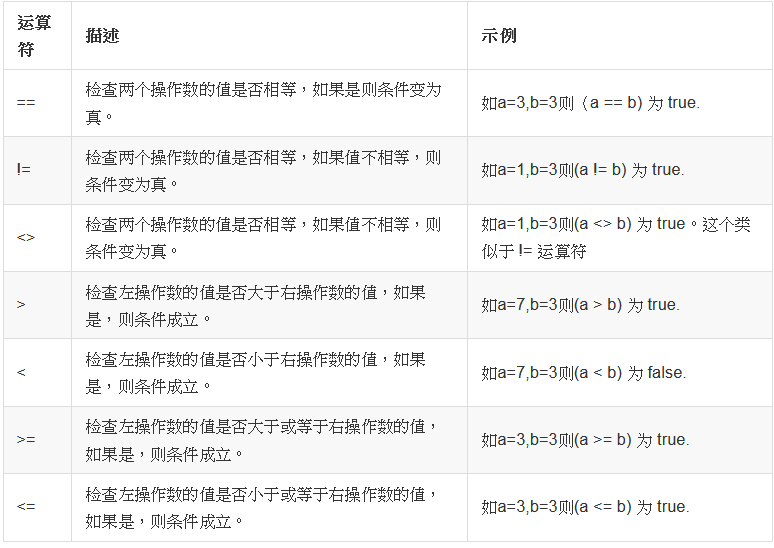 运算
符
描述
示例
==
检查两个操作数的值是否相等，如果是则条件变为
真。
如a=3,b=3则（a == b) 为 true.
!=
检查两个操作数的值是否相等，如果值不相等，则
条件变为真。
如a=1,b=3则(a != b) 为 true.
<>
检查两个操作数的值是否相等，如果值不相等，则
条件变为真。
如a=1,b=3则(a <> b) 为 true。这个类
似于 != 运算符
>
检查左操作数的值是否大于右操作数的值，如果
是，则条件成立。
如a=7,b=3则(a > b) 为 true.
<
检查左操作数的值是否小于右操作数的值，如果
是，则条件成立。
如a=7,b=3则(a < b) 为 false.
>=
检查左操作数的值是否大于或等于右操作数的值，
如果是，则条件成立。
如a=3,b=3则(a >= b) 为 true.
<=
检查左操作数的值是否小于或等于右操作数的值，
如果是，则条件成立。
如a=3,b=3则(a <= b) 为 true.